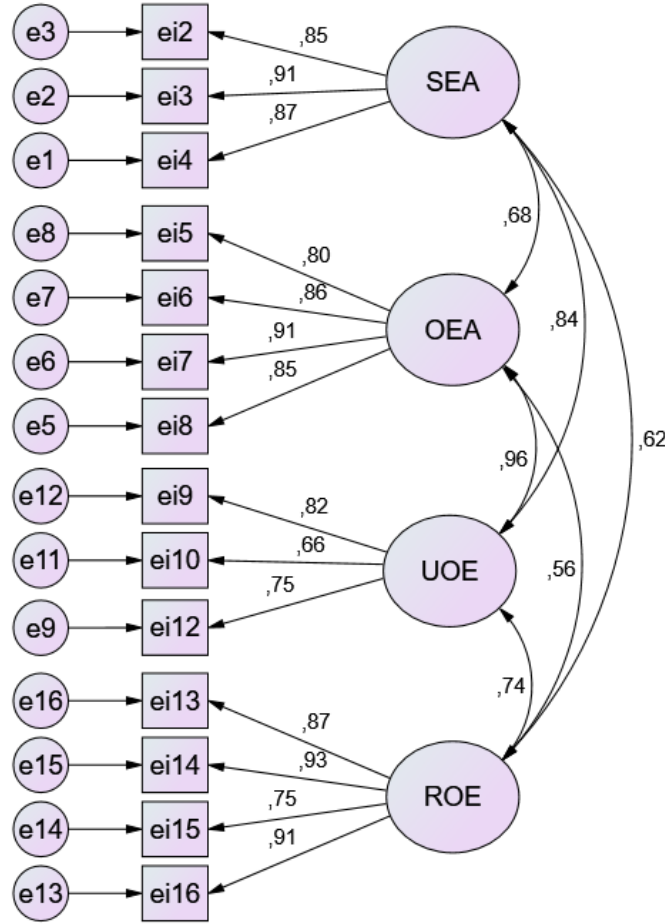 e3 ei2 ,85 SEA
e2 ei3 ,91
e1 ei4 ,87
,68
e8 ei5 ,80
e7 ei6 ,86 OEA ,84
e6 ei7 ,91
e5 ei8 ,85
,62
,96
e12 ei9 ,82
e11 ei10 ,66 UOE ,56
e9 ei12 ,75
,74
e16 ei13 ,87
e15 ei14 ,93 ROE
e14 ei15 ,75
e13 ei16 ,91